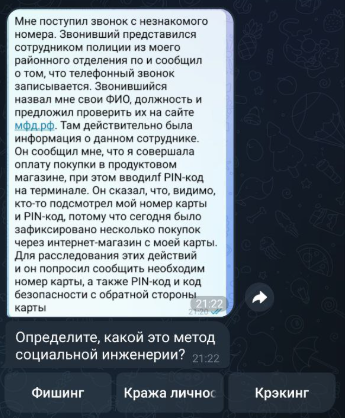 Мне поступил звонок с незнакомого
номера. Звонивший представился
сотрудником полиции из моего
районного отделения по и сообщил
о том, что телефонный звонок
записывается. Звонившийся
назвал мне свои ФИО, должность и
предложил проверить их на сайте
мфд.рф. Там действительно была
информация о данном сотруднике.
Он сообщил мне, что я совершала
оплату покупки в продуктовом
магазине, при этом вводилf PIN-код
на терминале. Он сказал, что, видимо,
кто-то подсмотрел мой номер карты
и PIN-код, потому что сегодня было
зафиксировано несколько покупок
через интернет-магазин с моей карты.
Для расследования этих действий
и он попросил сообщить необходим
номер карты, а также PIN-код и код
безопасности с обратной стороны
карты
21:22
Определите, какой это метод
социальной инженерии? 21:22
Фишинг Кража личнос Крэкинг